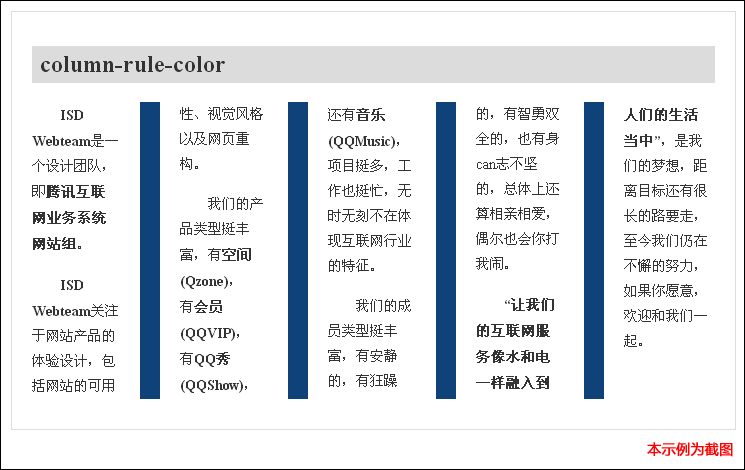 column-rule-color
ISD
Webteam是一
个设计团队，
即腾讯互联
网业务系统
网站组。
ISD
Webteam关注
于网站产品的
体验设计，包
括网站的可用
性、视觉风格
以及网页重
构。
我们的产
品类型挺丰
富，有空间
(Qzone)，
有会员
(QQVIP)，
有QQ秀
(QQShow)，
还有音乐
(QQMusic)，
项目挺多，工
作也挺忙，无
时无刻不在体
现互联网行业
的特征。
我们的成
员类型挺丰
富，有安静
的，有狂躁
的，有智勇双
全的，也有身
can志不坚
的，总体上还
算相亲相爱，
偶尔也会你打
我闹。
“让我们
的互联网服
务像水和电
一样融入到
人们的生活
当中”，是我
们的梦想，距
离目标还有很
长的路要走，
至今我们仍在
不懈的努力，
如果你愿意，
欢迎和我们一
起。
本示例为截图